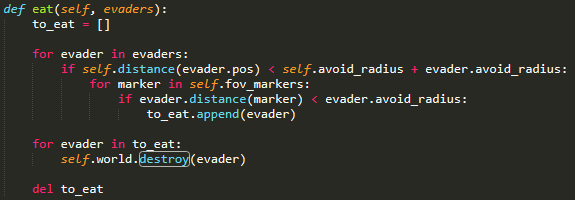 def eat(self, evaders):
    to_eat = []

    for evader in evaders:
        if self.distance(evader.pos) < self.avoid_radius + evader.avoid_radius:
            for marker in self.fov_markers:
                if evader.distance(marker) < evader.avoid_radius:
                    to_eat.append(evader)

    for evader in to_eat:
        self.world.destroy(evader)

    del to_eat